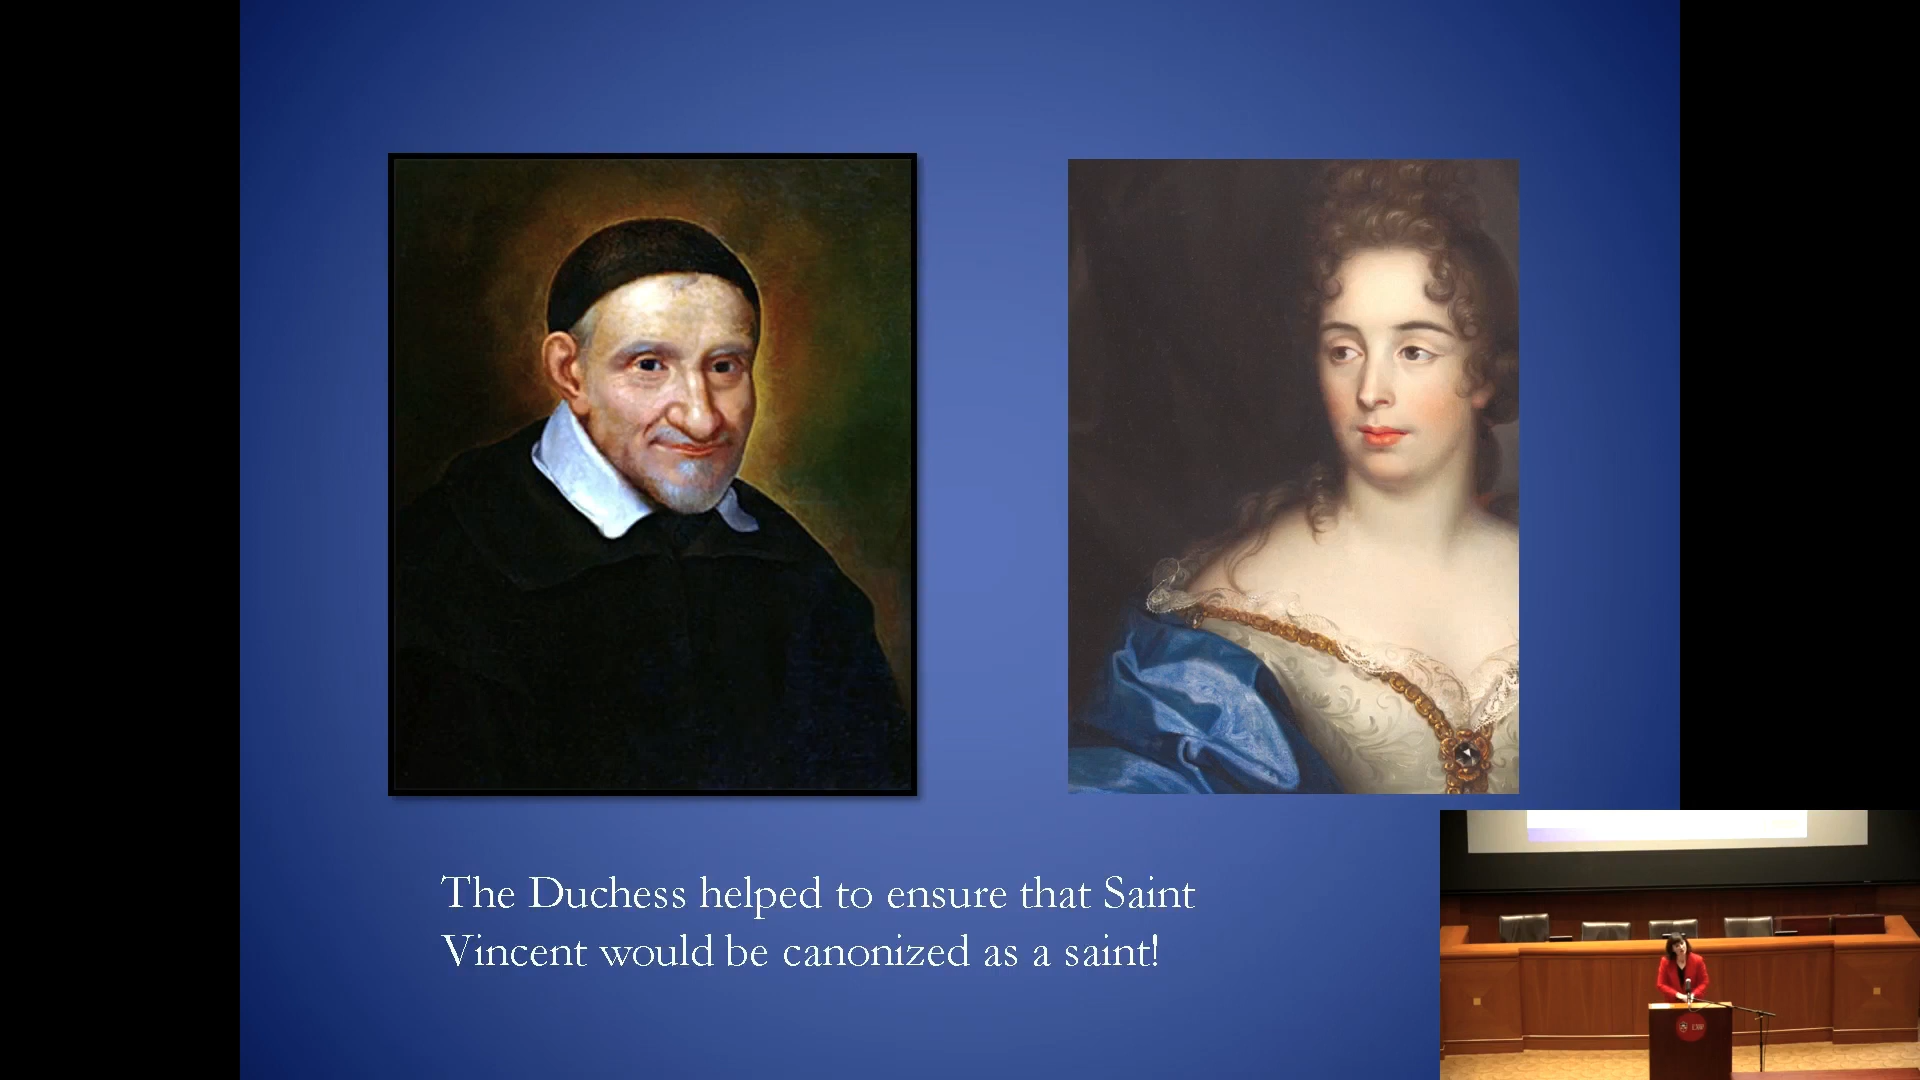 The Duchess helped to ensure that Saint
Vincent would be canonized as a saint!